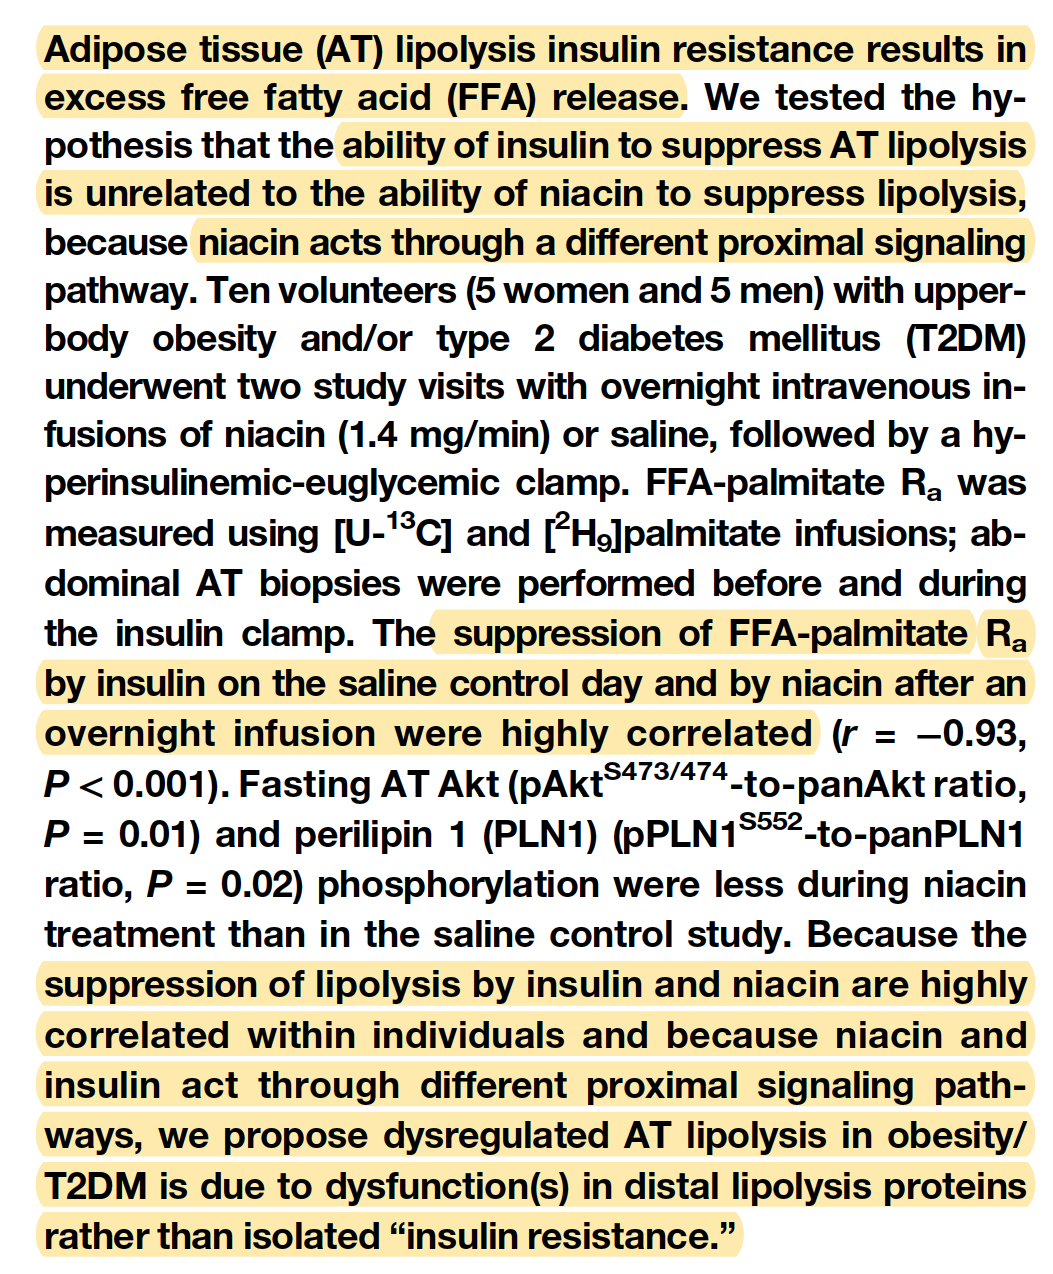 Adipose tissue (AT) lipolysis insulin resistance results in
excess free fatty acid (FFA) release. We tested the hy-
pothesis that the ability of insulin to suppress AT lipolysis
is unrelated to the ability of niacin to suppress lipolysis,
because niacin acts through a different proximal signaling
pathway. Ten volunteers (5 women and 5 men) with upper-
body obesity and/or type 2 diabetes mellitus (T2DM)
underwent two study visits with overnight intravenous in-
fusions of niacin (1.4 mg/min) or saline, followed by a hy-
perinsulinemic-euglycemic clamp. FFA-palmitate Rₐ was
measured using [U-¹³C] and [²H₉]palmitate infusions; ab-
dominal AT biopsies were performed before and during
the insulin clamp. The suppression of FFA-palmitate Rₐ
by insulin on the saline control day and by niacin after an
overnight infusion were highly correlated (r = −0.93,
P < 0.001). Fasting AT Akt (pAktS473/474-to-panAkt ratio,
P = 0.01) and perilipin 1 (PLN1) (pPLN1S552-to-panPLN1
ratio, P = 0.02) phosphorylation were less during niacin
treatment than in the saline control study. Because the
suppression of lipolysis by insulin and niacin are highly
correlated within individuals and because niacin and
insulin act through different proximal signaling path-
ways, we propose dysregulated AT lipolysis in obesity/
T2DM is due to dysfunction(s) in distal lipolysis proteins
rather than isolated “insulin resistance.”